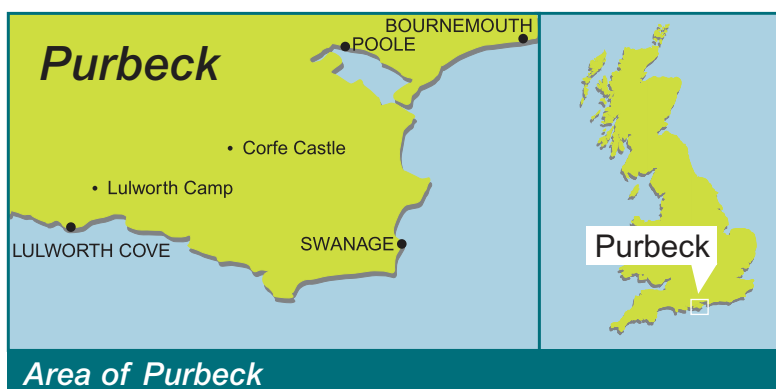 BOURNEMOUTH
POOLE
Purbeck
Corfe Castle
Lulworth Camp
LULWORTH COVE
SWANAGE
Purbeck
Area of Purbeck